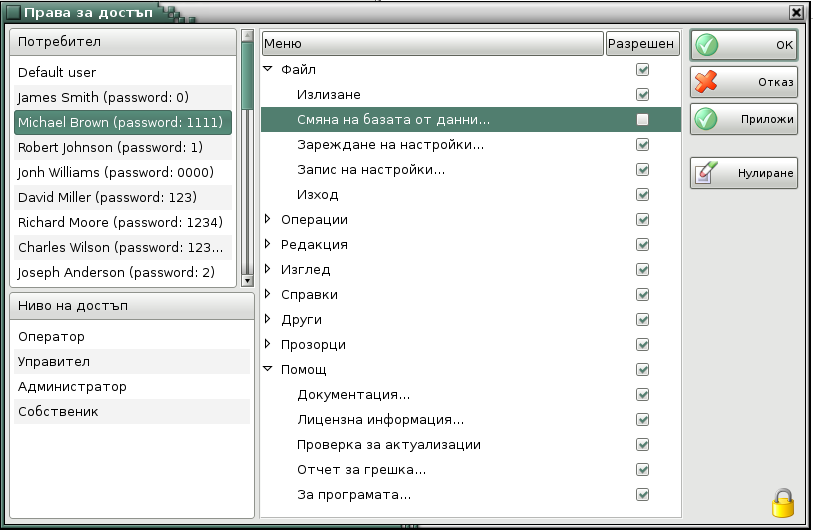 Права за достъп
Потребител
Default user
James Smith (password: 0)
Michael Brown (password: 1111)
Robert Johnson (password: 1)
Jonh Williams (password: 0000)
David Miller (password: 123)
Richard Moore (password: 1234)
Charles Wilson (password: 123...
Joseph Anderson (password: 2)
Ниво на достъп
Оператор
Управител
Администратор
Собственик
Меню Разрешен
Файл
Излизане
Смяна на базата от данни...
Зареждане на настройки...
Запис на настройки...
Изход
Операции
Редакция
Изглед
Справки
Други
Прозорци
Помощ
Документация...
Лицензна информация...
Проверка за актуализации
Отчет за грешка...
За програмата...
ОК
Отказ
Приложи
Нулиране